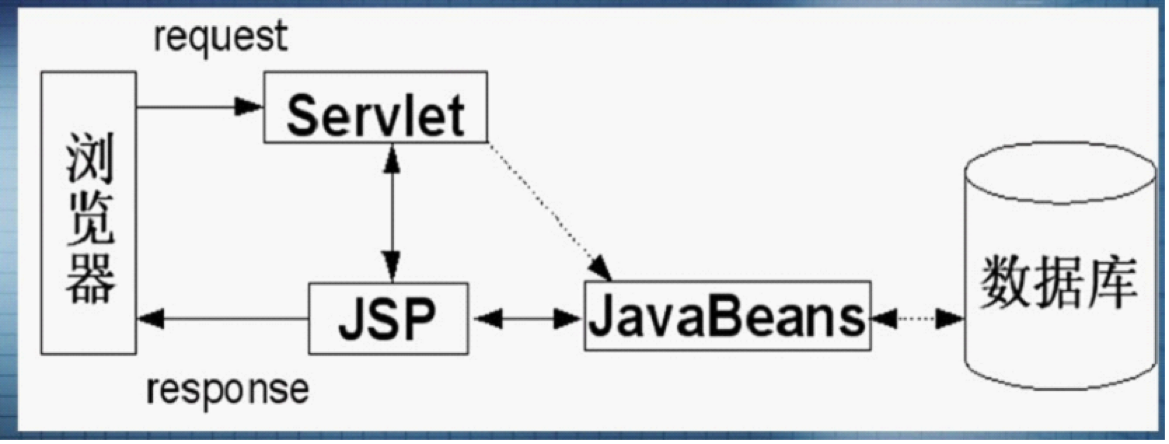 request
Servlet
浏览器
数据库
JSP
JavaBeans
response